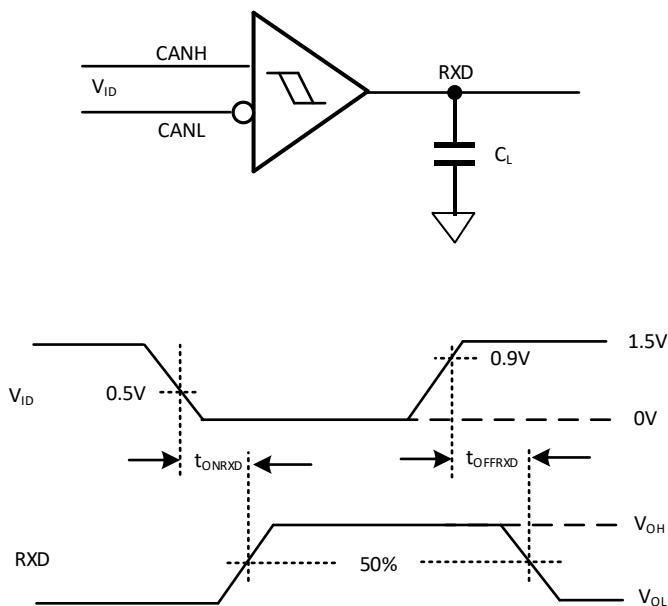 CANH
RXD
V_ID
CANL
C_L
1.5V
0.9V
0.5V
V_ID
0V
t_ONRXD
t_OFFRXD
V_OH
RXD
50%
V_OL